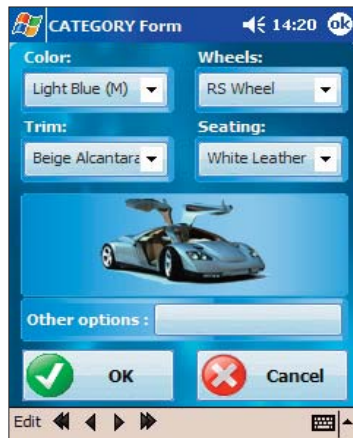 CATEGORY Form 14:20 ok
Color: Wheels:
Light Blue (M) RS Wheel
Trim: Seating:
Beige Alcantara White Leather
Other options :
OK Cancel
Edit